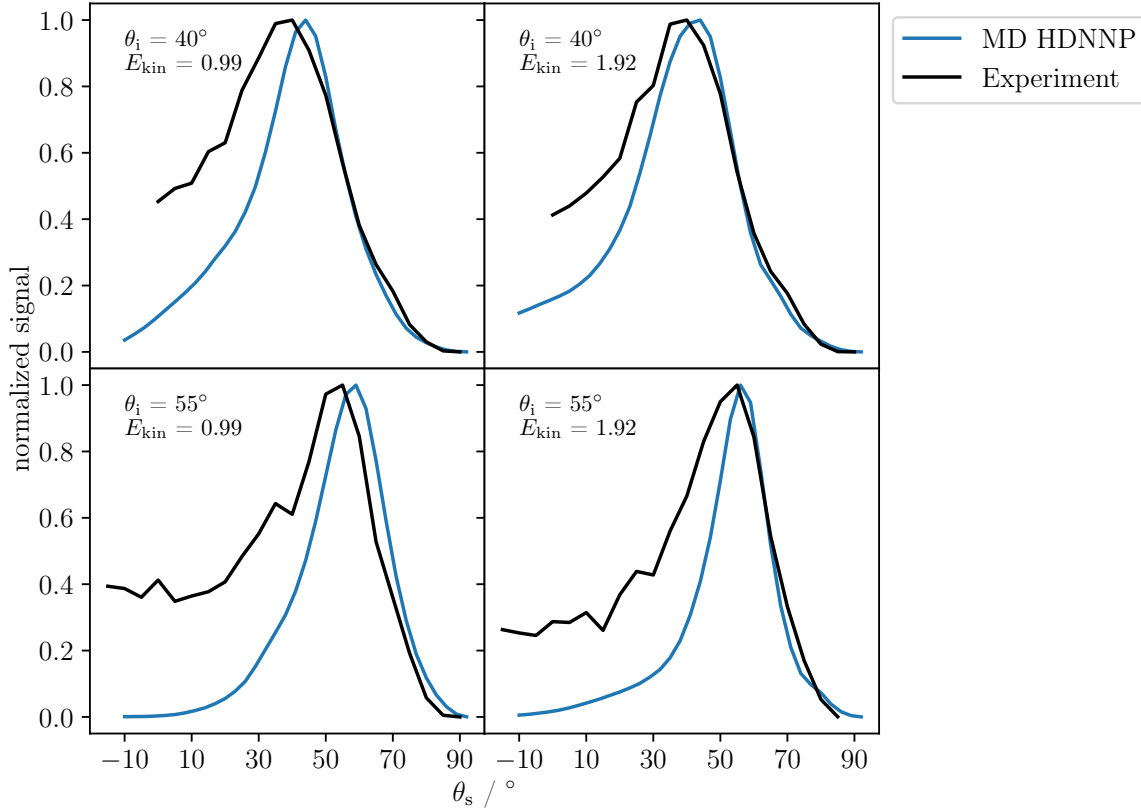 θi = 40°
Ekin = 0.99
θi = 40°
Ekin = 1.92
MD HDNNP
Experiment
1.0
0.8
0.6
0.4
0.2
0.0
θi = 55°
Ekin = 0.99
θi = 55°
Ekin = 1.92
1.0
0.8
0.6
0.4
0.2
0.0
normalized signal
−10 10 30 50 70 90 −10 10 30 50 70 90
θs / °